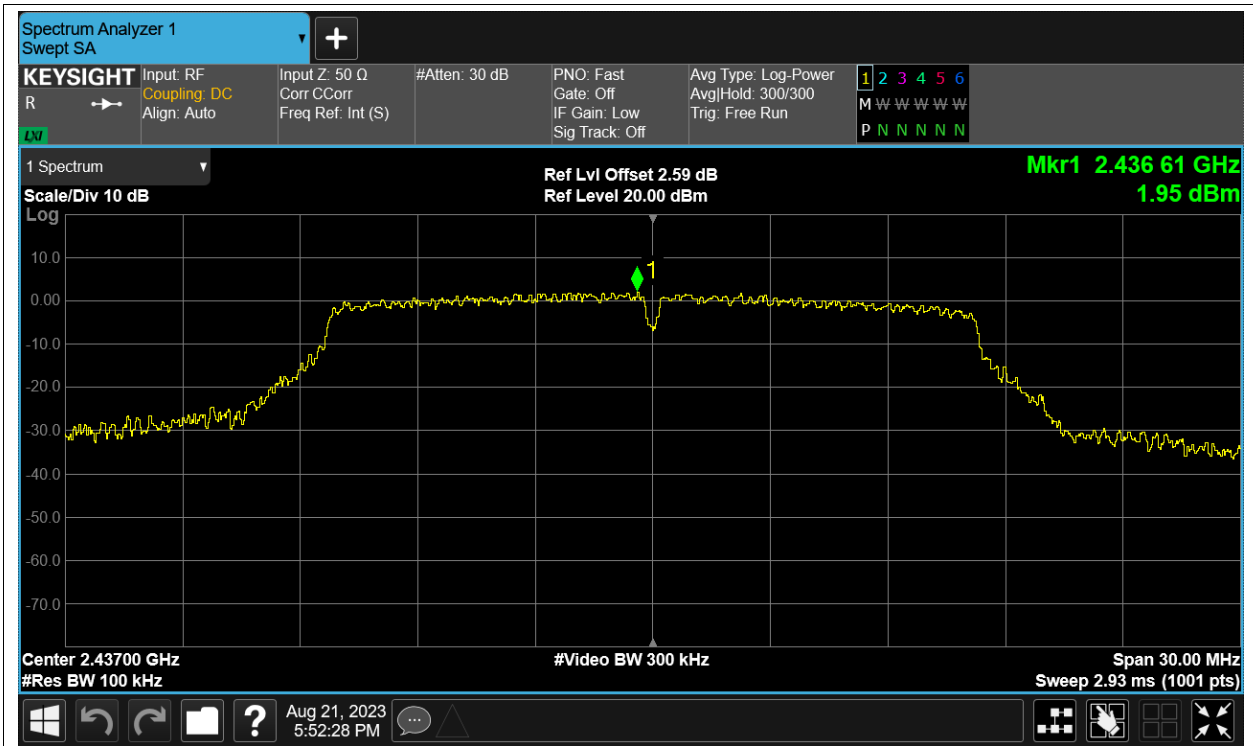 Spectrum Analyzer 1
Swept SA
KEYSIGHT
R
LXI
Input: RF
Coupling: DC
Align: Auto
Input Z: 50 Ω
Corr CCorr
Freq Ref: Int (S)
#Atten: 30 dB
PNO: Fast
Gate: Off
IF Gain: Low
Sig Track: Off
Avg Type: Log-Power
Avg|Hold: 300/300
Trig: Free Run
1 2 3 4 5 6
M W W W W W
P N N N N N
1 Spectrum
Scale/Div 10 dB
Ref Lvl Offset 2.59 dB
Ref Level 20.00 dBm
Mkr1 2.436 61 GHz
1.95 dBm
Log
10.0
0.00
-10.0
-20.0
-30.0
-40.0
-50.0
-60.0
-70.0
1
Center 2.43700 GHz
#Res BW 100 kHz
#Video BW 300 kHz
Span 30.00 MHz
Sweep 2.93 ms (1001 pts)
?
Aug 21, 2023
5:52:28 PM